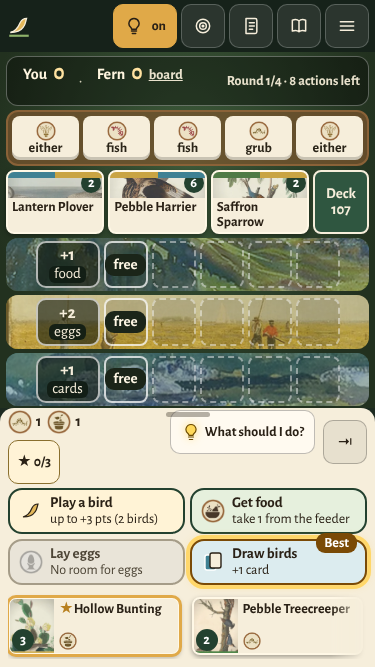 on
You 0 . Fern 0 board
Round 1/4 · 8 actions left
either fish fish grub either
2 6 2
Lantern Plover Pebble Harrier Saffron Sparrow
Deck 107
+1 food free
+2 eggs free
+1 cards free
1 1
What should I do?
★ 0/3
Play a bird
up to +3 pts (2 birds)
Get food
take 1 from the feeder
Lay eggs
No room for eggs
Best
Draw birds
+1 card
★ Hollow Bunting
3
Pebble Treecreeper
2